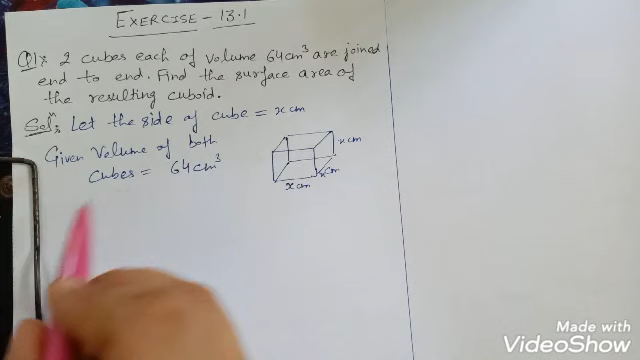 EXERCISE - 13.1
Q1: 2 cubes each of volume 64cm³ are joined
end to end. Find the surface area of
the resulting cuboid.
Sol: Let the side of cube = x cm
Given Volume of both
cubes = 64cm³
x cm
x cm
x cm
Made with
VideoShow